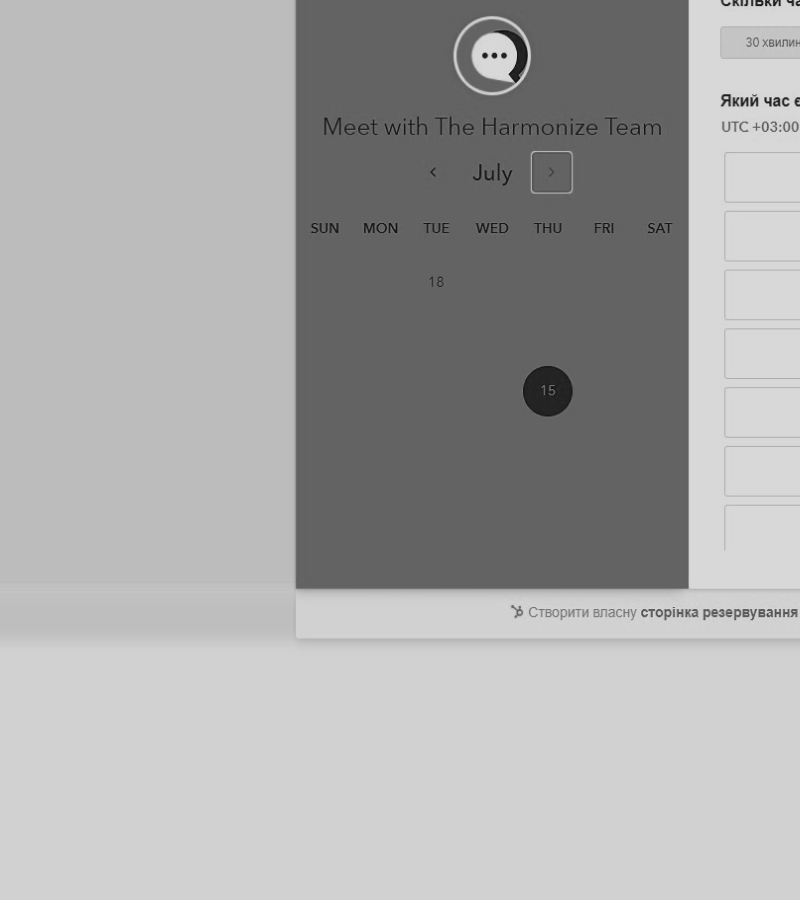 Meet with The Harmonize Team
July
SUN MON TUE WED THU FRI SAT
18
15
Скільки
30 хвилин
Який час є
UTC +03:00
Створити власну сторінка резервування